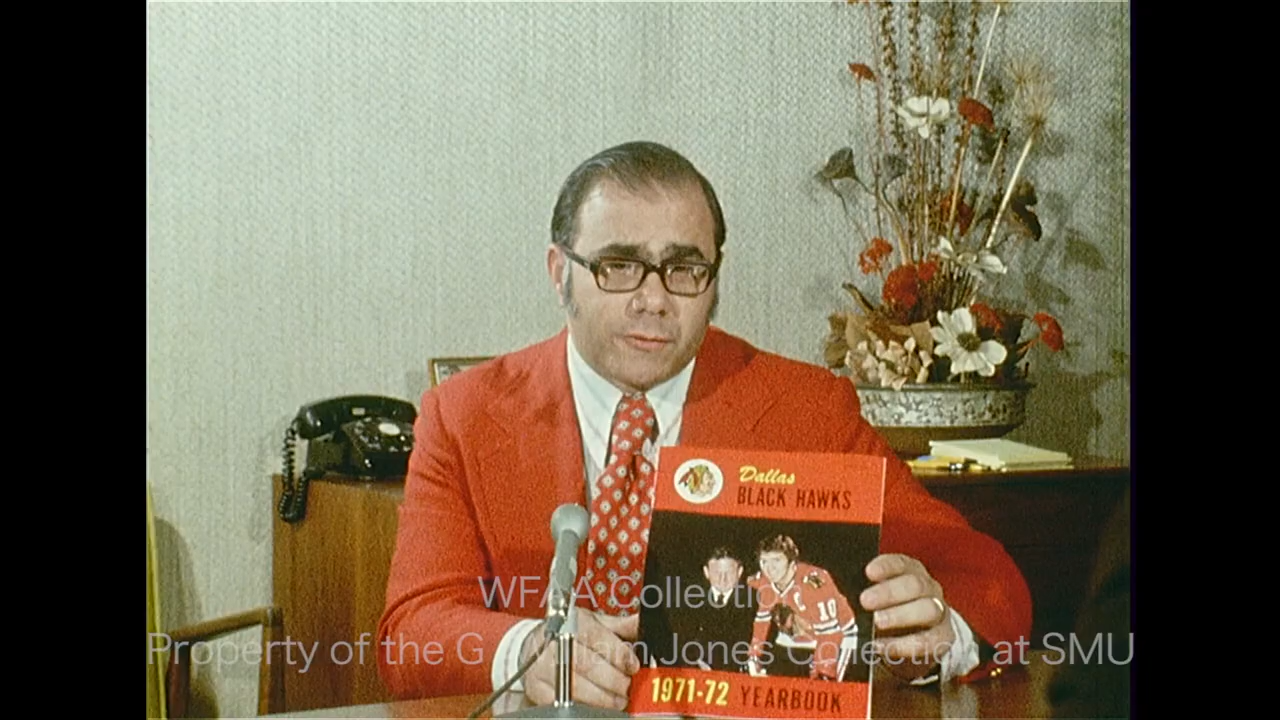 Dallas
BLACK HAWKS
10
WFAA Collection
Property of the G William Jones Collection at SMU
1971-72 YEARBOOK